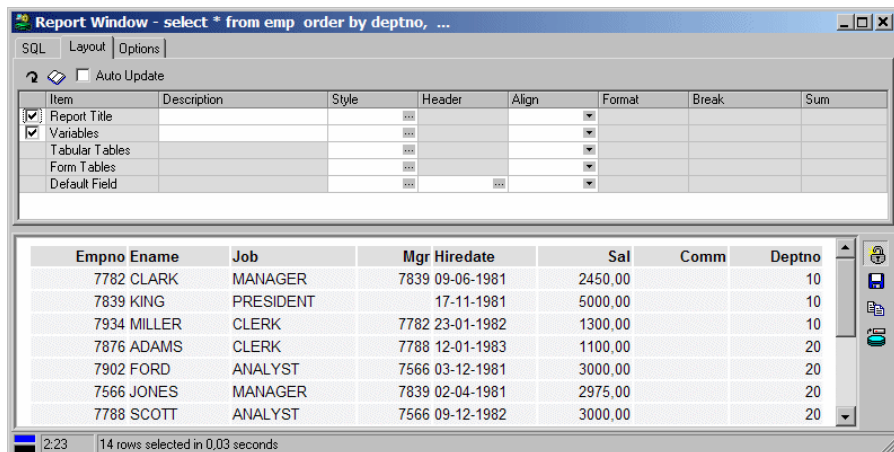 Report Window - select * from emp order by deptno, ...
SQL Layout Options
Auto Update
Item Description Style Header Align Format Break Sum
Report Title
Variables
Tabular Tables
Form Tables
Default Field
Empno Ename Job Mgr Hiredate Sal Comm Deptno
7782 CLARK MANAGER 7839 09-06-1981 2450,00 10
7839 KING PRESIDENT 17-11-1981 5000,00 10
7934 MILLER CLERK 7782 23-01-1982 1300,00 10
7876 ADAMS CLERK 7788 12-01-1983 1100,00 20
7902 FORD ANALYST 7566 03-12-1981 3000,00 20
7566 JONES MANAGER 7839 02-04-1981 2975,00 20
7788 SCOTT ANALYST 7566 09-12-1982 3000,00 20
2:23 14 rows selected in 0,03 seconds